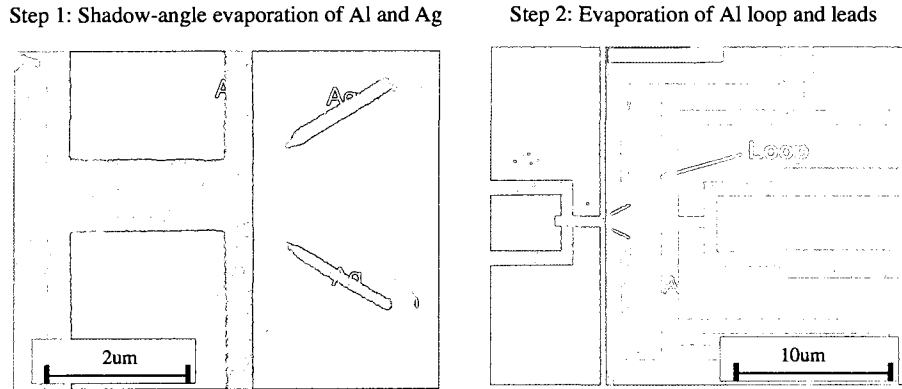 Step 1: Shadow-angle evaporation of Al and Ag
Step 2: Evaporation of Al loop and leads
A
Ag
Loop
Ag
A
2um
10um